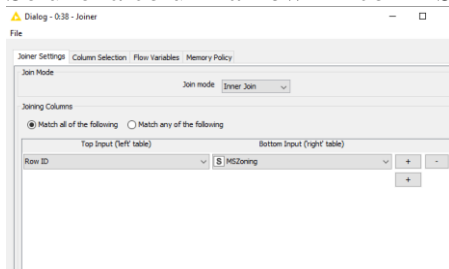 Dialog - 0:38 - Joiner
File
Joiner Settings Column Selection Flow Variables Memory Policy
Join Mode
Join mode Inner Join
Joining Columns
Match all of the following Match any of the following
Top Input ('left' table) Bottom Input ('right' table)
Row ID S MSZoning + -
+